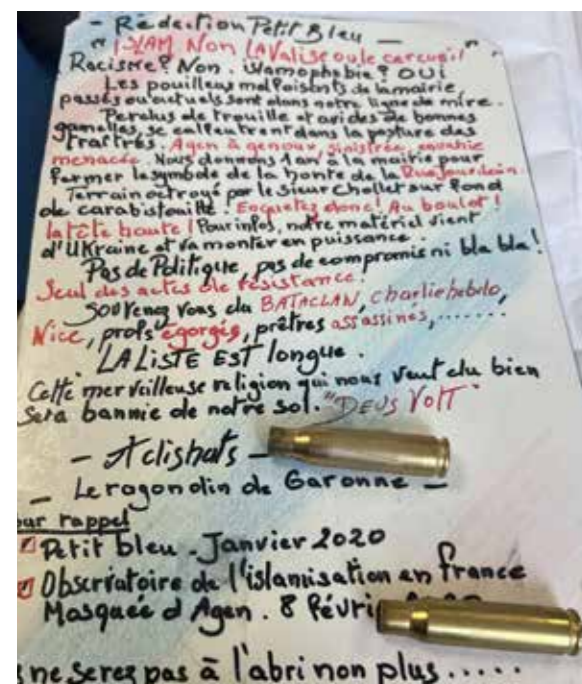 - Rédaction Petit Bleu -
"ISLAM Non LA Valise ou le carcueil"
Racisme? Non. islamophobie? OUI
Les pouilleux malfaisants de la mairie,
passés ou actuels sont dans notre ligne de mire.
Perclus de trouille et avides de bonnes
gamelles, se calfeutrent dans la posture des
traîtres. Agen à genoux, sinistrée, envahie
menacée. Nous donnons 1 an à la mairie pour
fermer le symbole de la honte de la Rue Jourdain.
Terrain octroyé par le sieur Chollet sur fond
de carabistouille. Enquetez donc! Au boulot!
la tête haute! Pour infos, notre matériel vient
d'UKraine et va monter en puissance.
Pas de Politique, pas de compromis ni bla bla!
Seul des actes de résistance.
Souvenez vous du BATACLAN, Charlie hebdo,
Nice, profs égorgés, prêtres assassinés,.......
LA LiSTE EST longue.
Cette merveilleuse religion qui nous veut du bien
Sera bannie de notre sol. "DEUS VOLT"
-
- Le ragondin de Garonne -
our rappel
Petit bleu - Janvier 2020
Observatoire de l'islamisation en france
Mosquée d'Agen. 8 Févri
ne serez pas à l'abri non plus.....